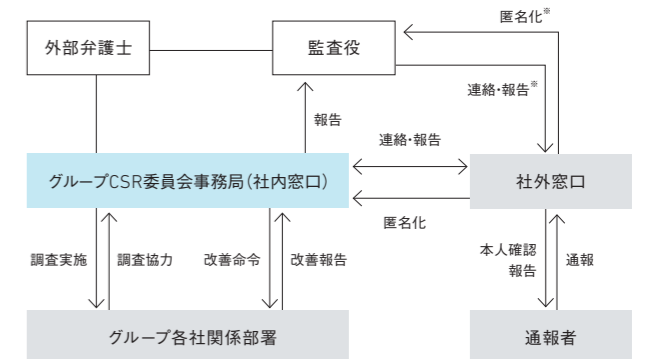 匿名化※
外部弁護士
監査役
連絡・報告※
報告
連絡・報告
グループCSR委員会事務局（社内窓口）
社外窓口
匿名化
調査実施
調査協力
改善命令
改善報告
本人確認
報告
通報
グループ各社関係部署
通報者